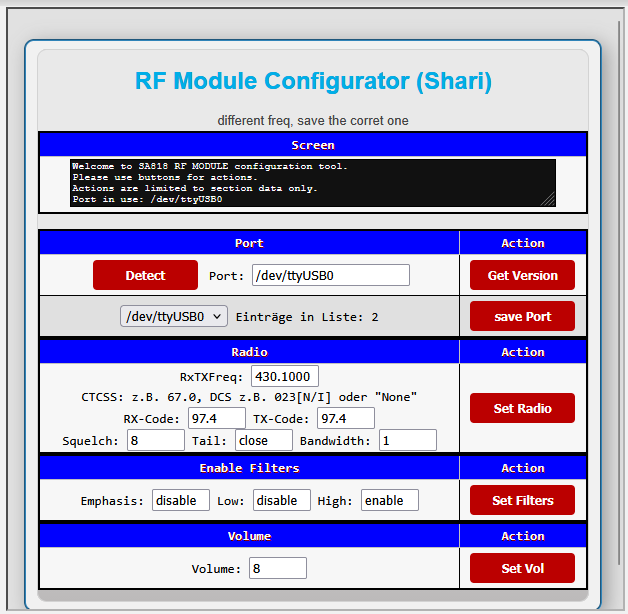 RF Module Configurator (Shari)
different freq, save the corret one
Screen
Welcome to SA818 RF MODULE configuration tool.
Please use buttons for actions.
Actions are limited to section data only.
Port in use: /dev/ttyUSB0
Port Action
Detect Port: /dev/ttyUSB0 Get Version
/dev/ttyUSB0 Einträge in Liste: 2 save Port
Radio Action
RxTXFreq: 430.1000
CTCSS: z.B. 67.0, DCS z.B. 023[N/I] oder "None"
RX-Code: 97.4 TX-Code: 97.4 Set Radio
Squelch: 8 Tail: close Bandwidth: 1
Enable Filters Action
Emphasis: disable Low: disable High: enable Set Filters
Volume Action
Volume: 8 Set Vol